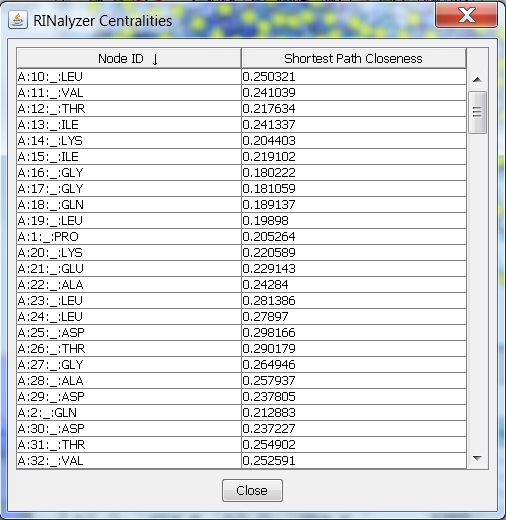 RINalyzer Centralities
Node ID ↓ Shortest Path Closeness
A:10:_:LEU 0.250321
A:11:_:VAL 0.241039
A:12:_:THR 0.217634
A:13:_:ILE 0.241337
A:14:_:LYS 0.204403
A:15:_:ILE 0.219102
A:16:_:GLY 0.180222
A:17:_:GLY 0.181059
A:18:_:GLN 0.189137
A:19:_:LEU 0.19898
A:1:_:PRO 0.205264
A:20:_:LYS 0.220589
A:21:_:GLU 0.229143
A:22:_:ALA 0.24284
A:23:_:LEU 0.281386
A:24:_:LEU 0.27897
A:25:_:ASP 0.298166
A:26:_:THR 0.290179
A:27:_:GLY 0.264946
A:28:_:ALA 0.257937
A:29:_:ASP 0.237805
A:2:_:GLN 0.212883
A:30:_:ASP 0.237227
A:31:_:THR 0.254902
A:32:_:VAL 0.252591
Close